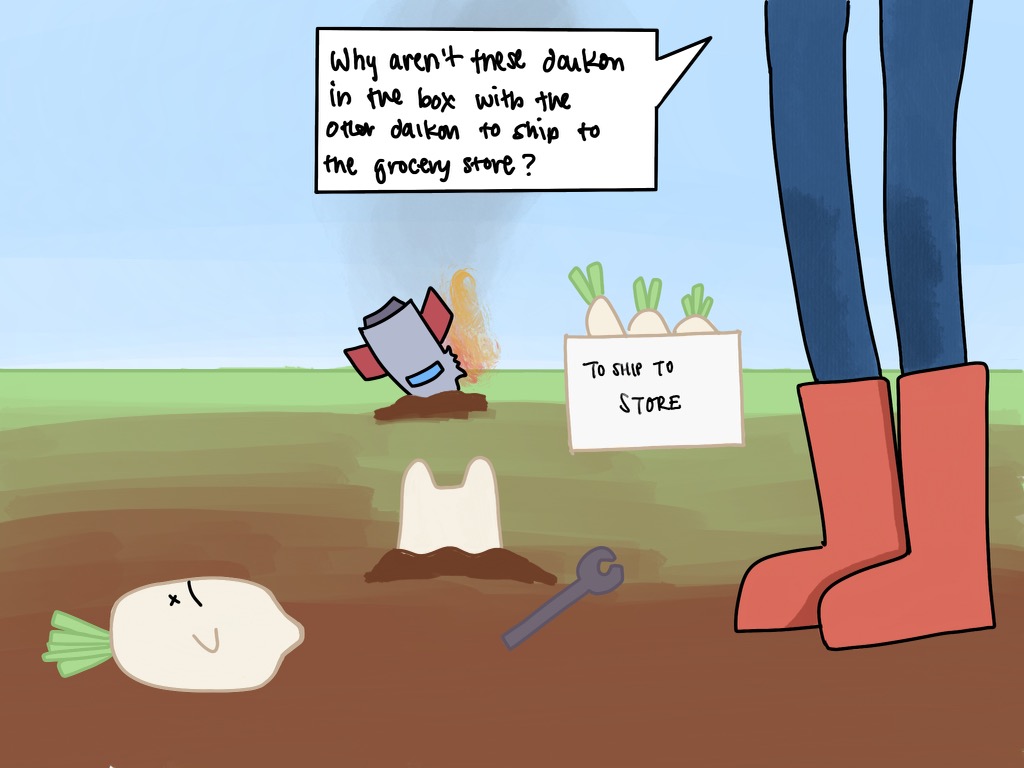 Why aren't these daikon
in the box with the
other daikon to ship to
the grocery store?
TO SHIP TO
STORE